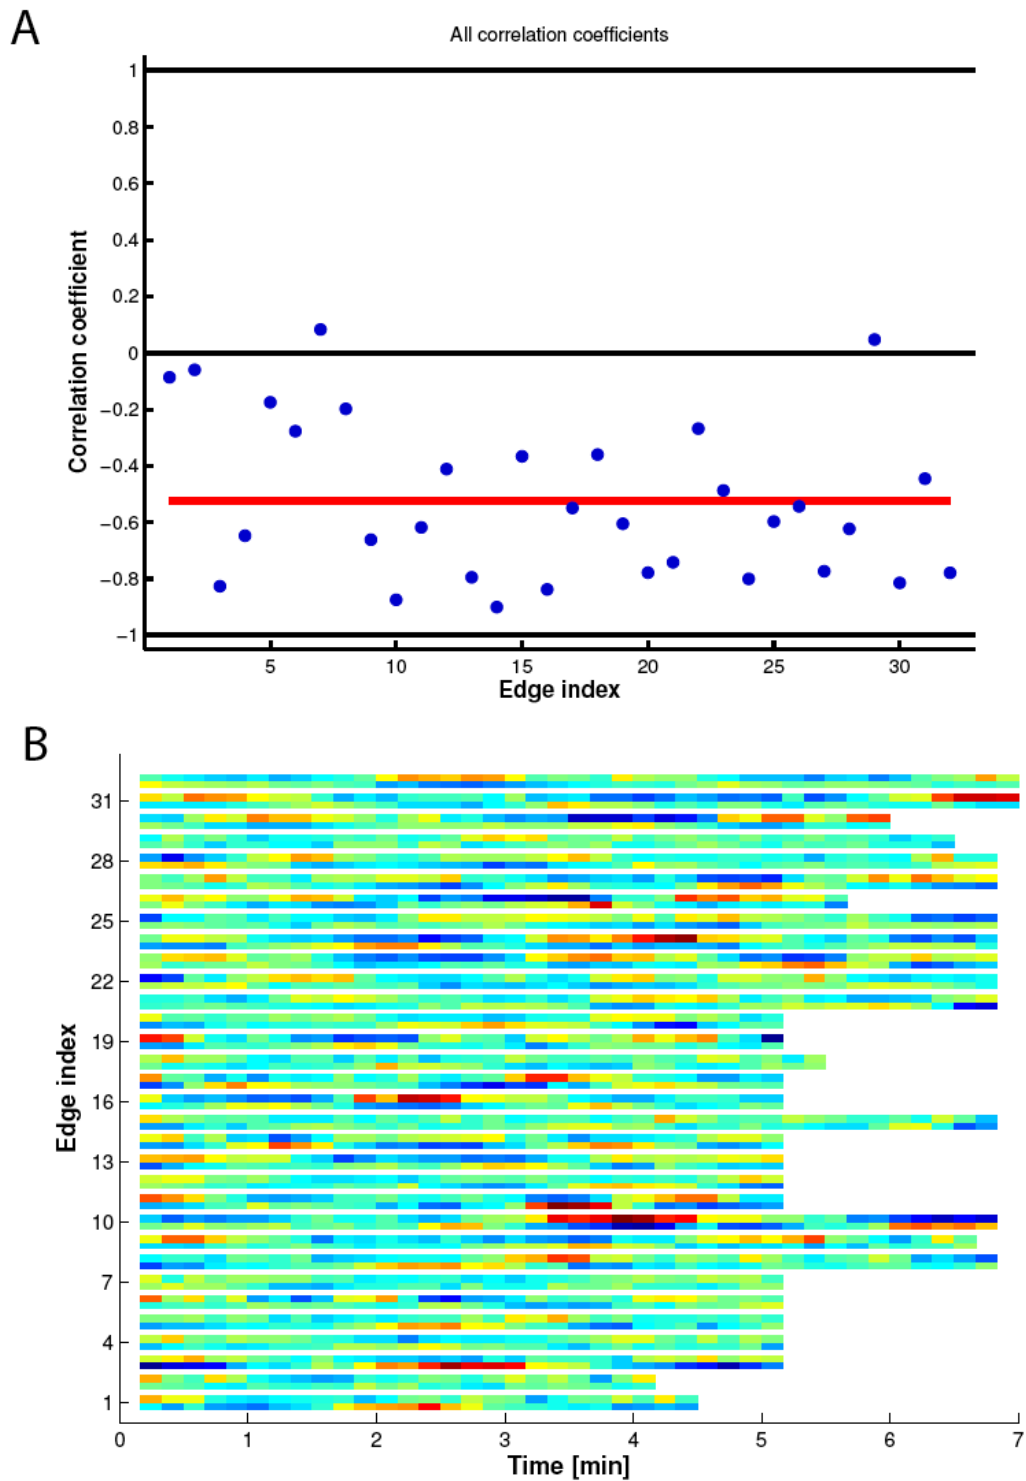 A
All correlation coefficients
Correlation coefficient
1
0.8
0.6
0.4
0.2
0
−0.2
−0.4
−0.6
−0.8
−1
5 10 15 20 25 30
Edge index
B
Edge index
31
28
25
22
19
16
13
10
7
4
1
0 1 2 3 4 5 6 7
Time [min]